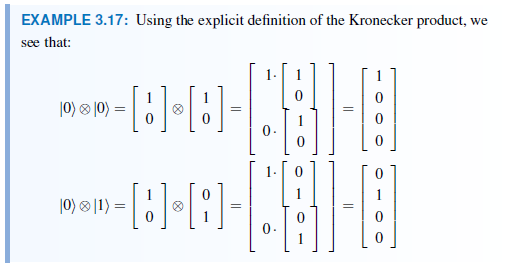 EXAMPLE 3.17: Using the explicit definition of the Kronecker product, we
see that:
|0⟩ ⊗ |0⟩ = [1 0] ⊗ [1 0] = [1· [1 0] 0· [1 0]] = [1 0 0 0]
|0⟩ ⊗ |1⟩ = [1 0] ⊗ [0 1] = [1· [0 1] 0· [0 1]] = [0 1 0 0]